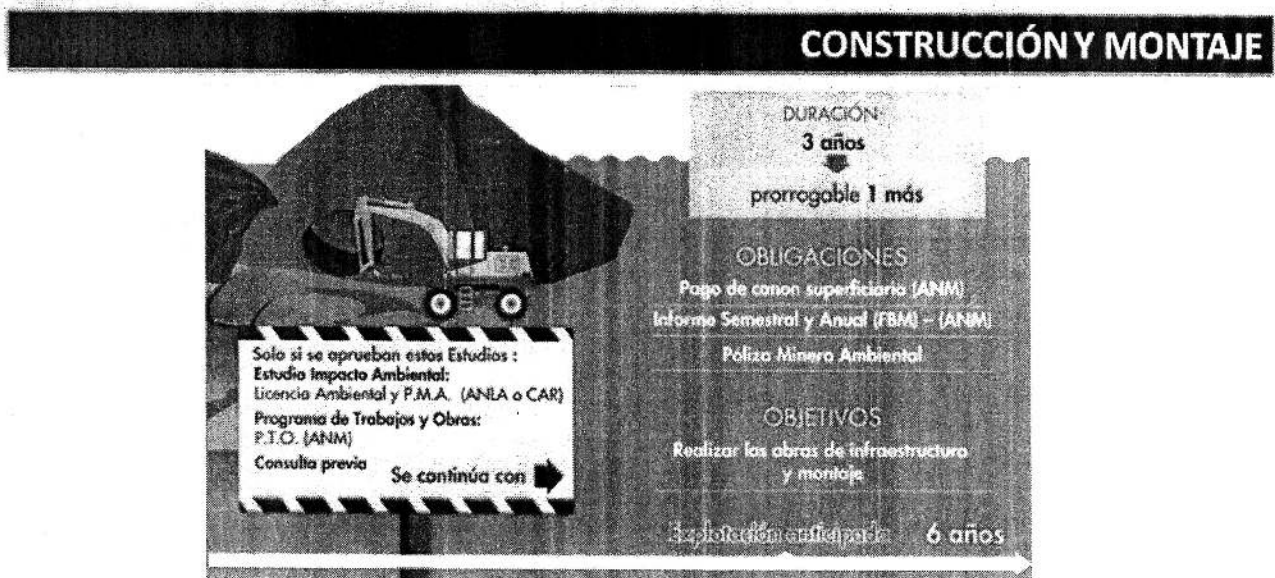 CONSTRUCCIÓN Y MONTAJE
DURACIÓN:
3 años
prorrogable 1 más
OBLIGACIONES
Pago de canon superficiario (ANM)
Informe Semestral y Anual (FBM) – (ANM)
Poliza Minero Ambiental
OBJETIVOS
Realizar las obras de infraestructura
y montaje
Solo si se aprueban estos Estudios :
Estudio Impacto Ambiental:
Licencia Ambiental y P.M.A. (ANLA o CAR)
Programa de Trabajos y Obras:
P.T.O. (ANM)
Consulta previa
Se continúa con
Explotación anticipada 6 años